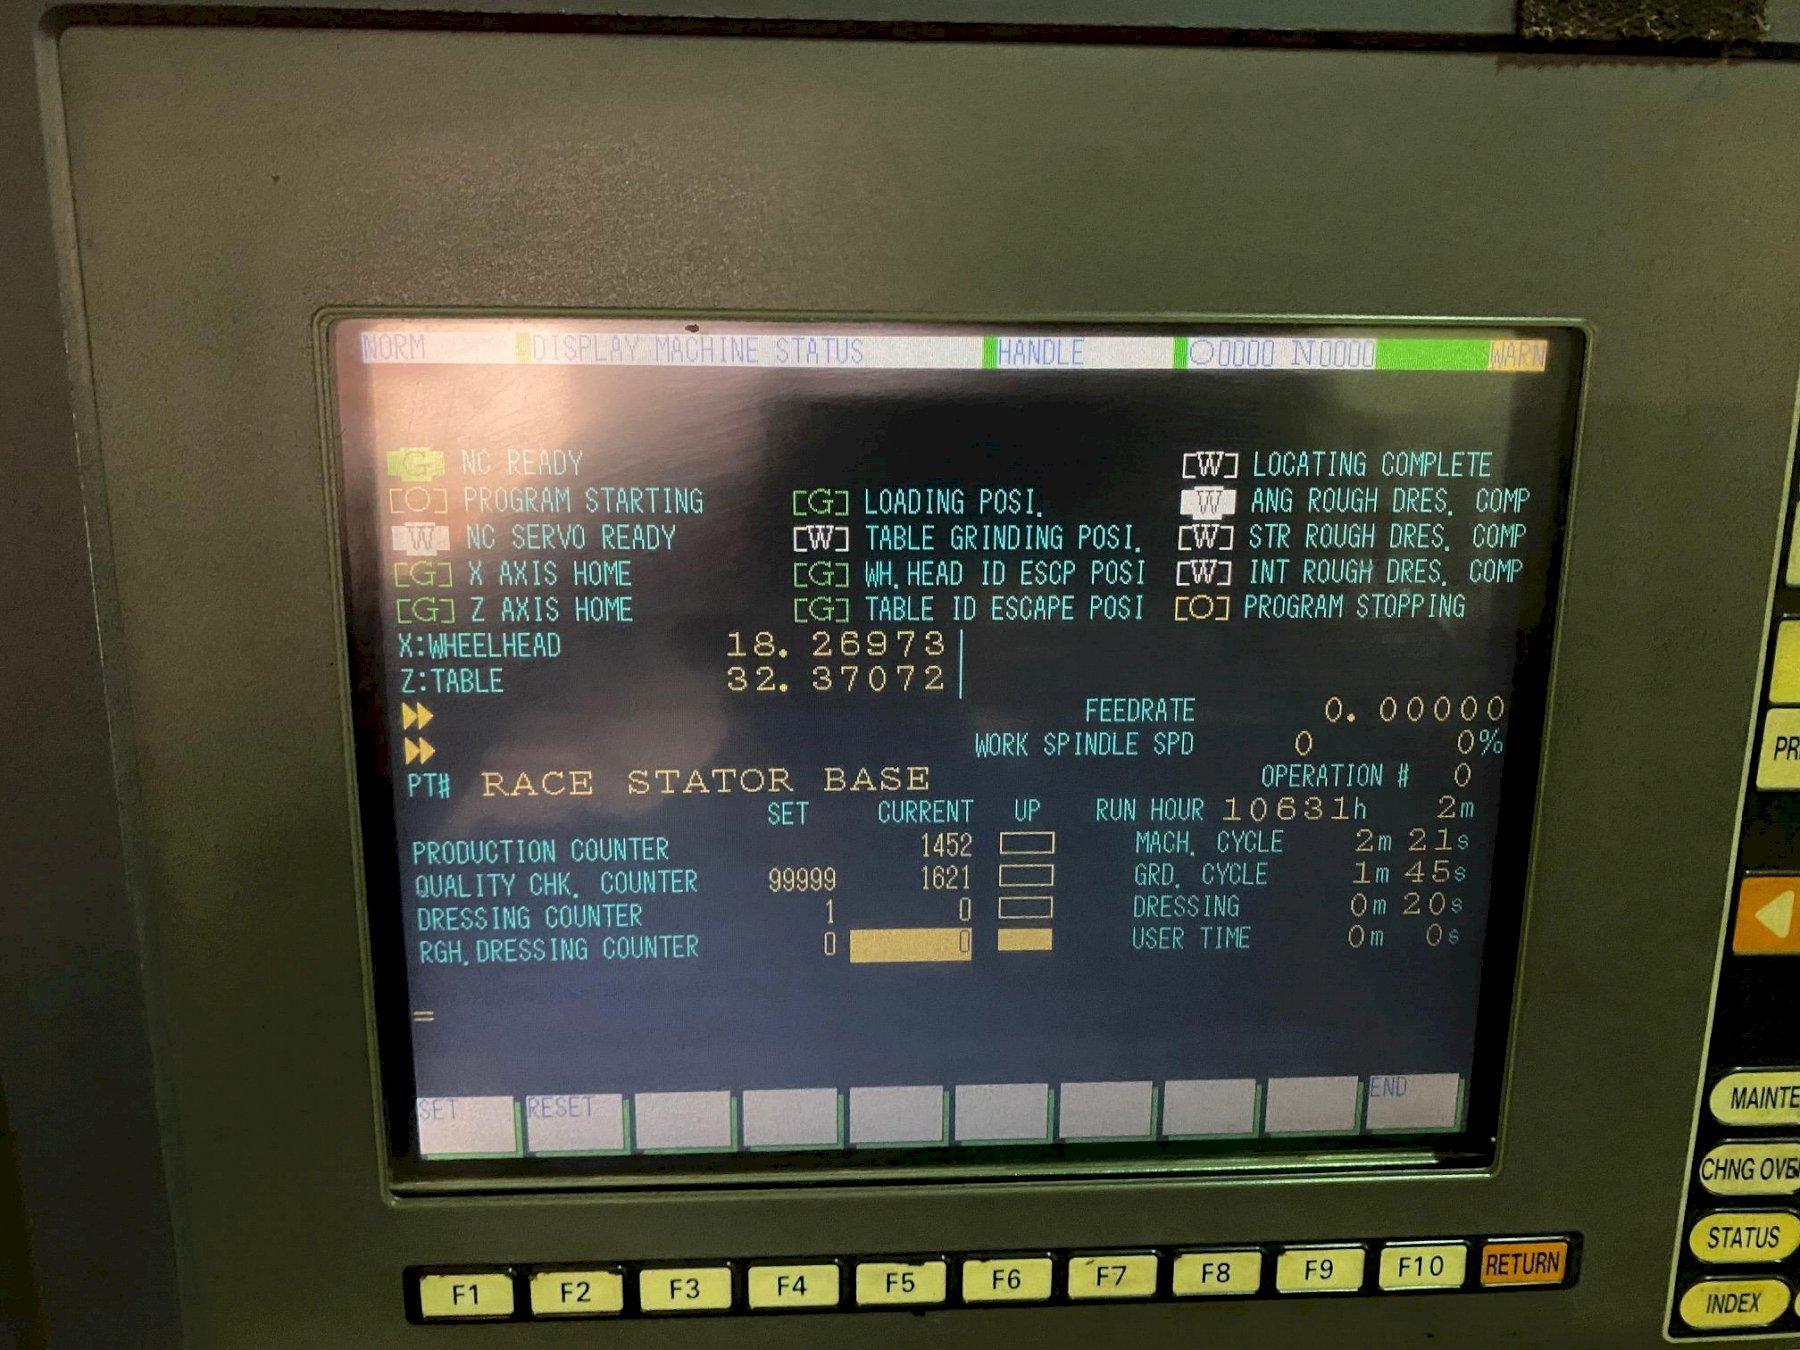 NORM DISPLAY MACHINE STATUS HANDLE O0000 N0000 WARN
G NC READY [W] LOCATING COMPLETE
[O] PROGRAM STARTING [G] LOADING POSI. W ANG ROUGH DRES. COMP
W NC SERVO READY [W] TABLE GRINDING POSI. [W] STR ROUGH DRES. COMP
[G] X AXIS HOME [G] WH.HEAD ID ESCP POSI [W] INT ROUGH DRES. COMP
[G] Z AXIS HOME [G] TABLE ID ESCAPE POSI [O] PROGRAM STOPPING
X:WHEELHEAD 18.26973
Z:TABLE 32.37072
FEEDRATE 0.00000
WORK SPINDLE SPD 0 0%
PT# RACE STATOR BASE OPERATION # 0
SET CURRENT UP RUN HOUR 10631h 2m
PRODUCTION COUNTER 1452 MACH. CYCLE 2m 21s
QUALITY CHK. COUNTER 99999 1621 GRD. CYCLE 1m 45s
DRESSING COUNTER 1 0 DRESSING 0m 20s
RGH.DRESSING COUNTER 0 0 USER TIME 0m 0s
=
SET RESET END
F1 F2 F3 F4 F5 F6 F7 F8 F9 F10 RETURN
STATUS
INDEX